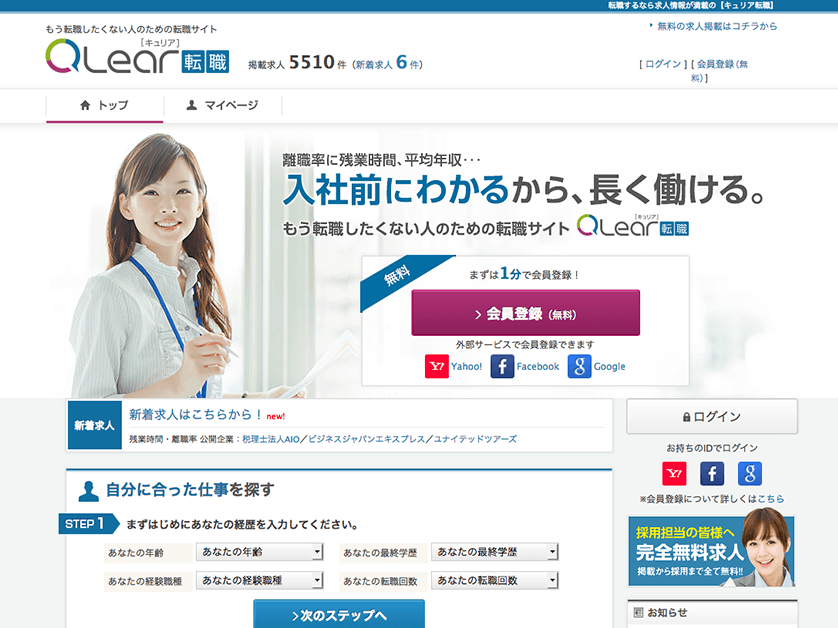 転職するなら求人情報が満載の【キュリア転職】
もう転職したくない人のための転職サイト
[キュリア]
QLear転職
掲載求人 5510 件（新着求人 6 件）
無料の求人掲載はコチラから
[ ログイン ] [ 会員登録(無
料) ]
トップ
マイページ
離職率に残業時間、平均年収･･･
入社前にわかるから、長く働ける。
もう転職したくない人のための転職サイト
[キュリア]
QLear転職
無料
まずは1分で会員登録！
> 会員登録（無料）
外部サービスで会員登録できます
Y! Yahoo! f Facebook g Google
新着求人
新着求人はこちらから！ new!
残業時間・離職率 公開企業：税理士法人AIO／ビジネスジャパンエキスプレス／ユナイテッドツアーズ
ログイン
お持ちのIDでログイン
Y! f g
※会員登録について詳しくはこちら
自分に合った仕事を探す
STEP 1 まずはじめにあなたの経歴を入力してください。
あなたの年齢 あなたの年齢 あなたの最終学歴 あなたの最終学歴
あなたの経験職種 あなたの経験職種 あなたの転職回数 あなたの転職回数
>次のステップへ
採用担当の皆様へ
完全無料求人
掲載から採用まで全て無料!!
お知らせ